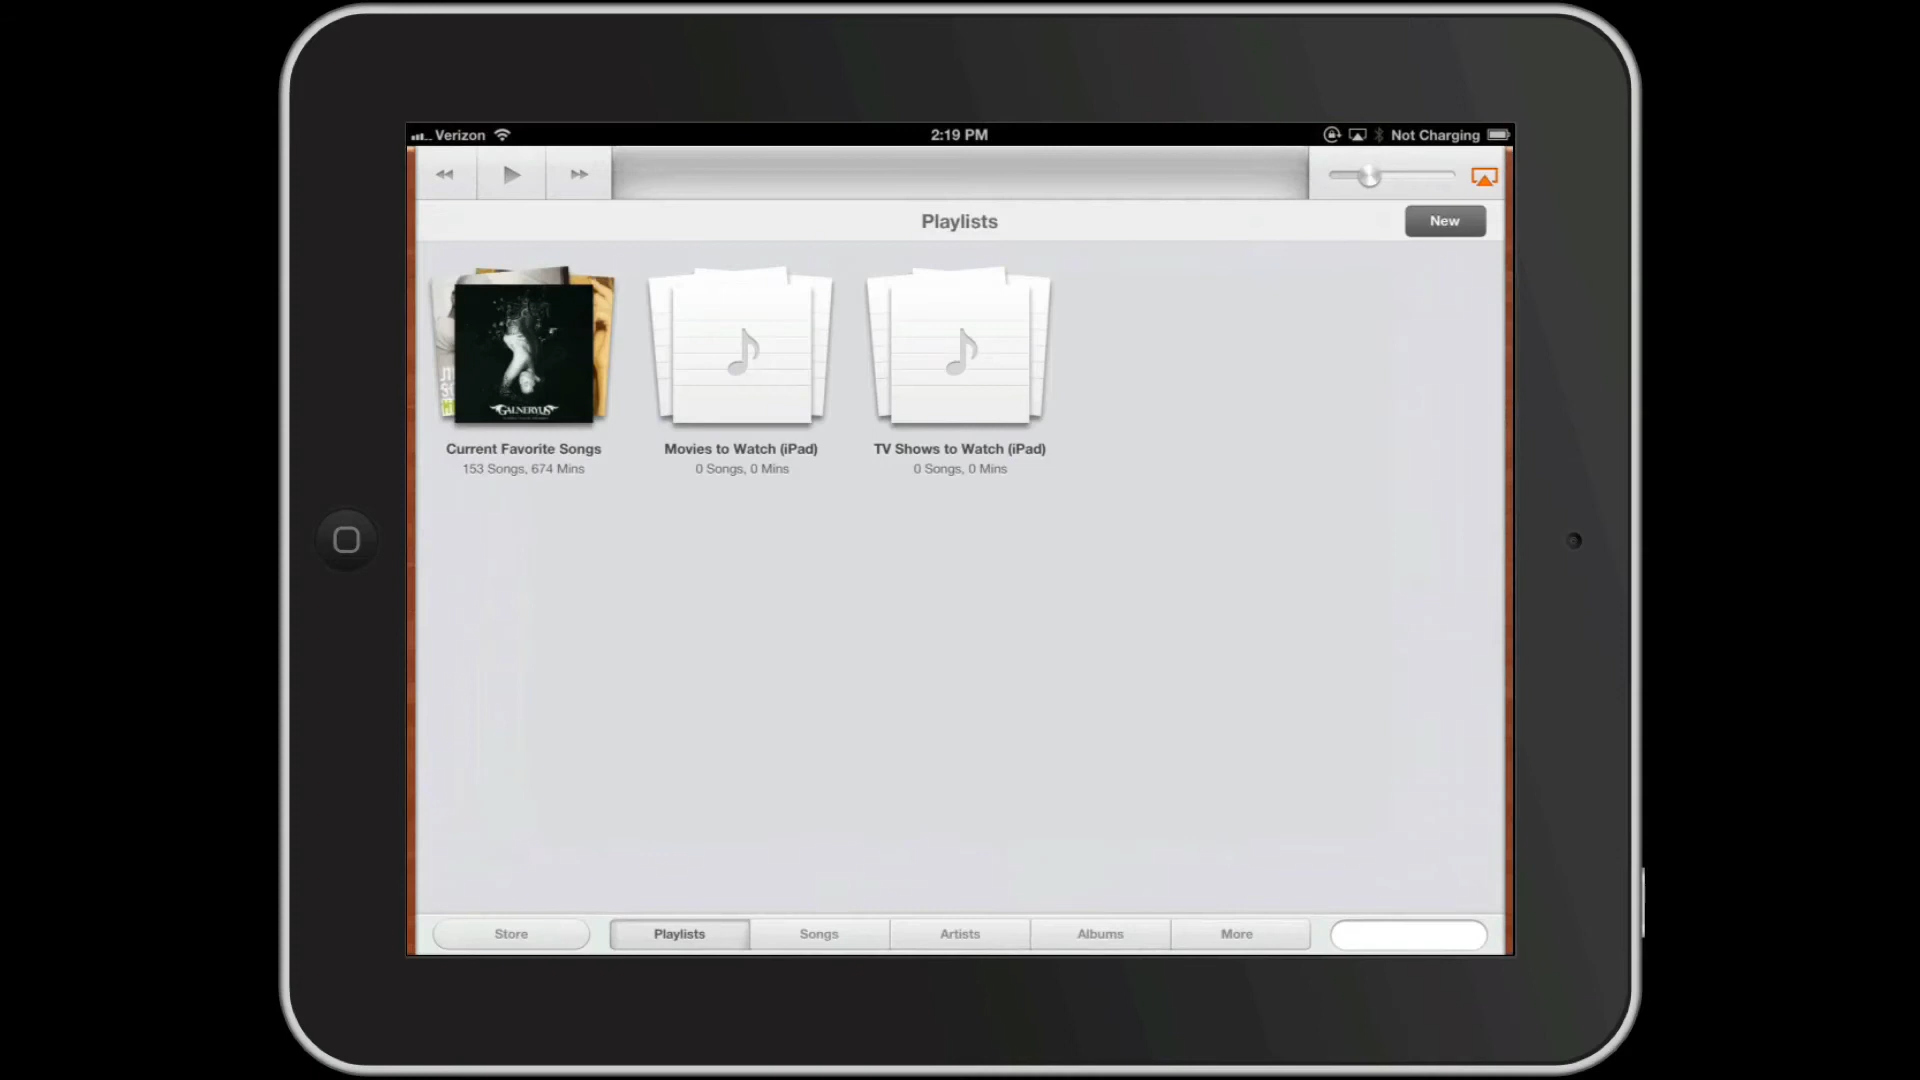 Verizon 2:19 PM Not Charging
Playlists New
GALNERYUS
Current Favorite Songs Movies to Watch (iPad) TV Shows to Watch (iPad)
153 Songs, 674 Mins 0 Songs, 0 Mins 0 Songs, 0 Mins
Store Playlists Songs Artists Albums More